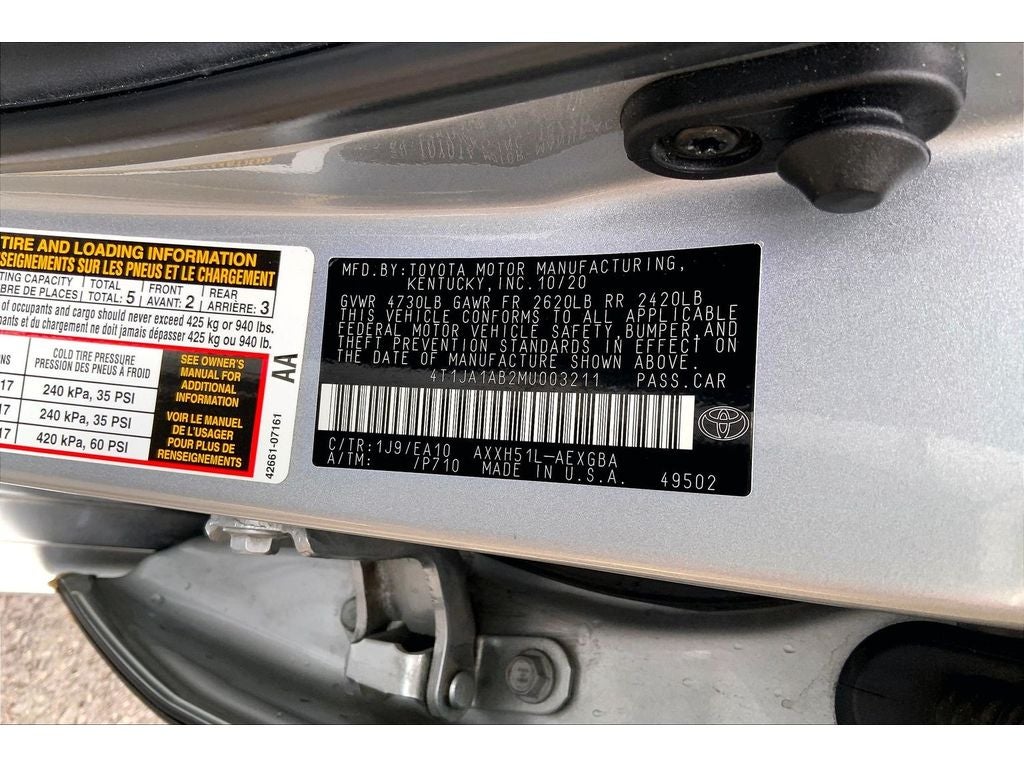 TIRE AND LOADING INFORMATION
SEIGNEMENTS SUR LES PNEUS ET LE CHARGEMENT
TING CAPACITY TOTAL FRONT REAR
BRE DE PLACES TOTAL: 5 AVANT: 2 ARRIÈRE: 3
of occupants and cargo should never exceed 425 kg or 940 lbs.
pants et du chargement ne doit jamais dépasser 425 kg ou 940 lb.
COLD TIRE PRESSURE
PRESSION DES PNEUS À FROID
17 240 kPa, 35 PSI
17 240 kPa, 35 PSI
17 420 kPa, 60 PSI
SEE OWNER'S
MANUAL FOR
ADDITIONAL
INFORMATION
VOIR LE MANUEL
DE L'USAGER
POUR PLUS DE
RENSEIGNEMENTS
AA
42661-07161
MFD.BY:TOYOTA MOTOR MANUFACTURING,
KENTUCKY,INC.10/20
GVWR 4730LB GAWR FR 2620LB RR 2420LB
THIS VEHICLE CONFORMS TO ALL APPLICABLE
FEDERAL MOTOR VEHICLE SAFETY,BUMPER,AND
THEFT PREVENTION STANDARDS IN EFFECT ON
THE DATE OF MANUFACTURE SHOWN ABOVE.
4T1JA1AB2MU003211 PASS.CAR
C/TR:1J9/EA10 AXXH51L-AEXGBA
A/TM: /P710 MADE IN U.S.A. 49502